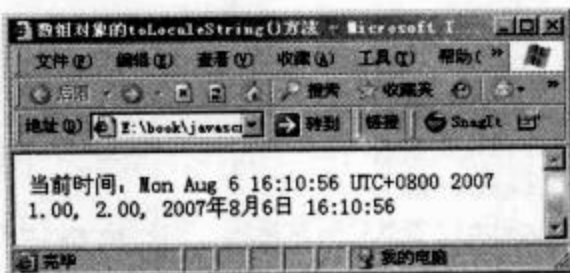 数组对象的toLocaleString()方法 - Microsoft I...
文件(F) 编辑(E) 查看(V) 收藏(A) 工具(T) 帮助( »
后退 搜索 收藏夹 »
地址(D) E:\book\javasc 转到 链接 SnagIt
当前时间: Mon Aug 6 16:10:56 UTC+0800 2007
1.00, 2.00, 2007年8月6日 16:10:56
完毕 我的电脑